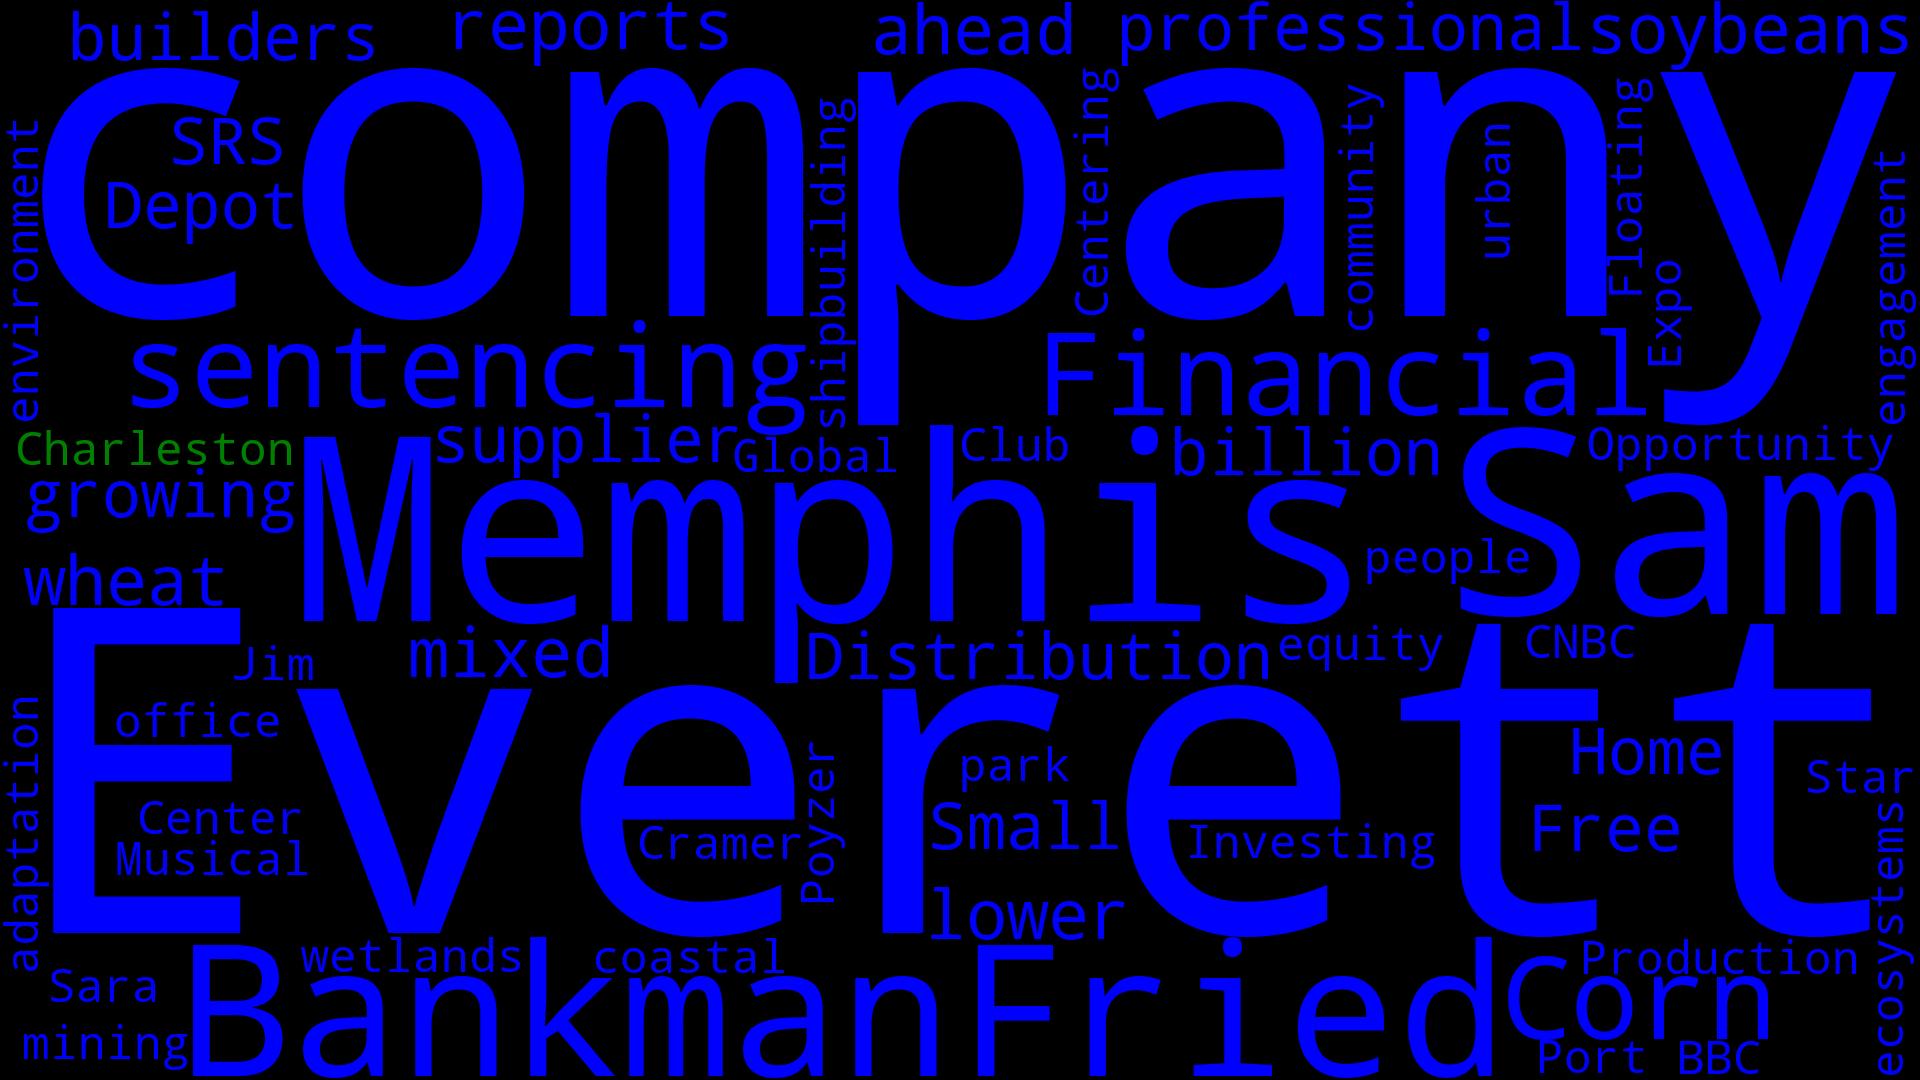 builders
reports
ahead
professional
soybeans
company
SRS
Depot
environment
shipbuilding
Centering
community
urban
Floating
Expo
engagement
sentencing
Financial
Charleston
supplier
Global
Club
billion
Opportunity
growing
Memphis
Sam
people
wheat
Jim
mixed
Distribution
equity
CNBC
Everett
office
adaptation
Center
Musical
Cramer
Poyzer
park
Small
Investing
Home
Free
Star
lower
ecosystems
wetlands
coastal
Production
Sara
BankmanFried
Corn
mining
Port
BBC